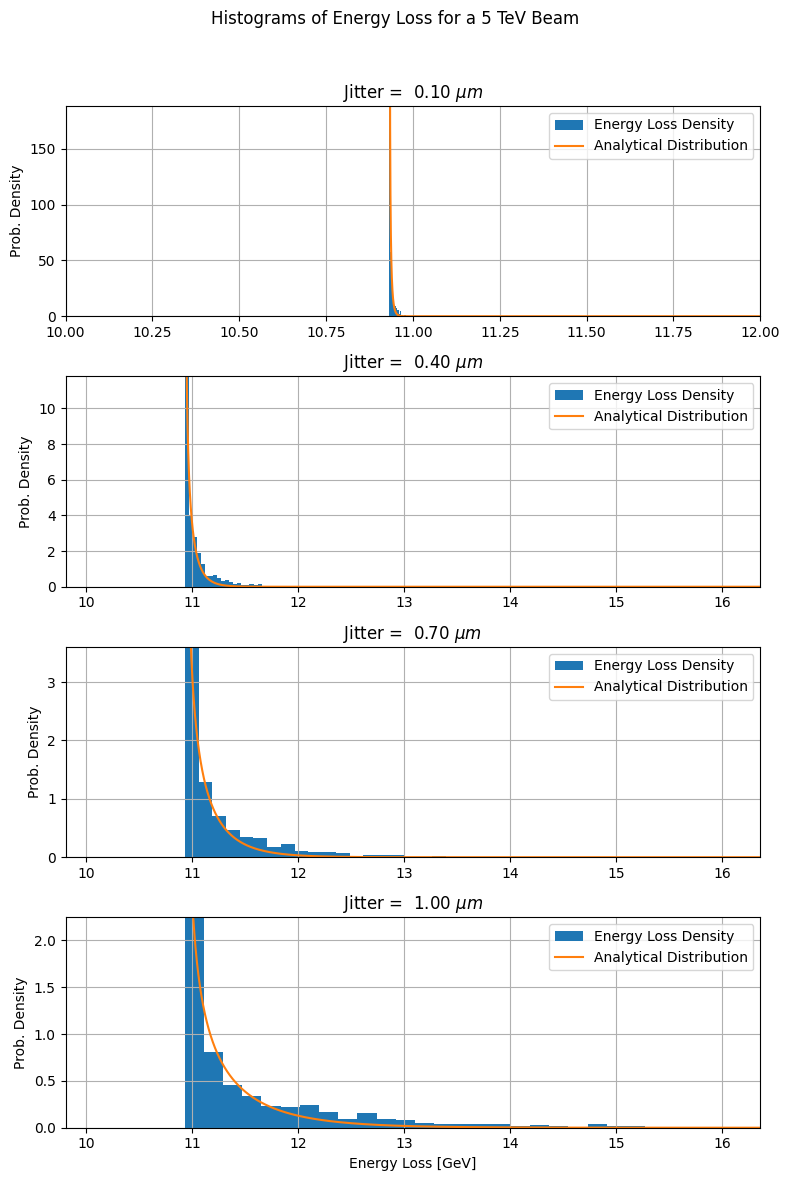 Histograms of Energy Loss for a 5 TeV Beam
Jitter = 0.10 μm
Prob. Density
150
100
50
0
Energy Loss Density
Analytical Distribution
10.00 10.25 10.50 10.75 11.00 11.25 11.50 11.75 12.00
Jitter = 0.40 μm
Prob. Density
10
8
6
4
2
0
Energy Loss Density
Analytical Distribution
10 11 12 13 14 15 16
Jitter = 0.70 μm
Prob. Density
3
2
1
0
Energy Loss Density
Analytical Distribution
10 11 12 13 14 15 16
Jitter = 1.00 μm
Prob. Density
2.0
1.5
1.0
0.5
0.0
Energy Loss Density
Analytical Distribution
10 11 12 13 14 15 16
Energy Loss [GeV]